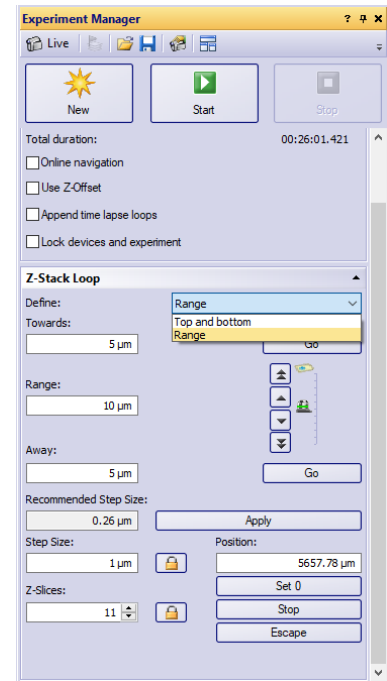 Experiment Manager
Live
New Start Stop
Total duration: 00:26:01.421
Online navigation
Use Z-Offset
Append time lapse loops
Lock devices and experiment
Z-Stack Loop
Define: Range
Top and bottom
Range
Towards:
5 µm Go
Range:
10 µm
Away:
5 µm Go
Recommended Step Size:
0.26 µm Apply
Step Size: Position:
1 µm 5657.78 µm
Set 0
Z-Slices:
11 Stop
Escape